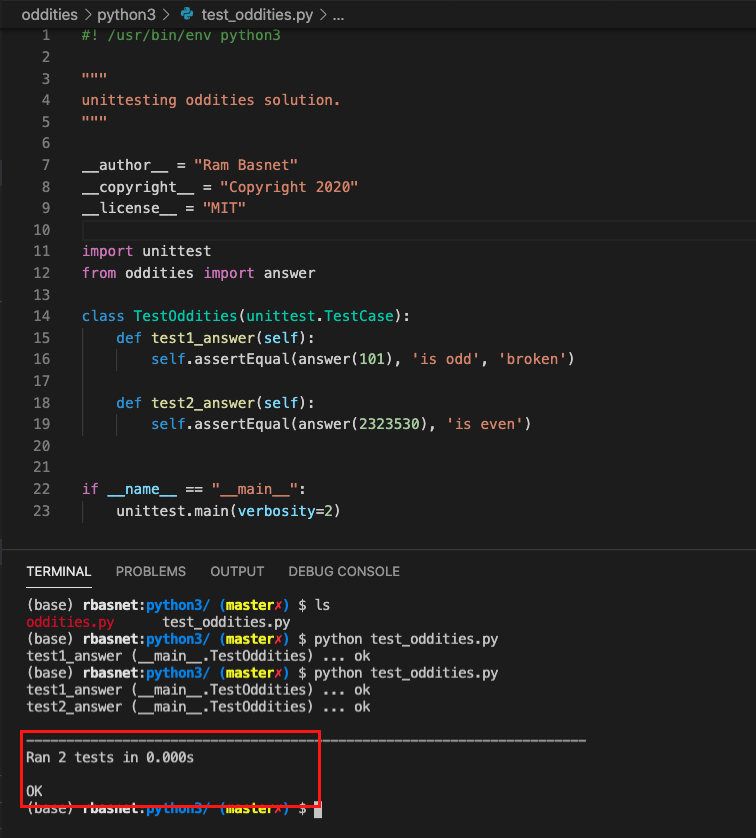 oddities > python3 > test_oddities.py > ...
1 #! /usr/bin/env python3
2
3 """
4 unittesting oddities solution.
5 """
6
7 __author__ = "Ram Basnet"
8 __copyright__ = "Copyright 2020"
9 __license__ = "MIT"
10
11 import unittest
12 from oddities import answer
13
14 class TestOddities(unittest.TestCase):
15     def test1_answer(self):
16         self.assertEqual(answer(101), 'is odd', 'broken')
17
18     def test2_answer(self):
19         self.assertEqual(answer(2323530), 'is even')
20
21
22 if __name__ == "__main__":
23     unittest.main(verbosity=2)
TERMINAL PROBLEMS OUTPUT DEBUG CONSOLE
(base) rbasnet:python3/ (master✗) $ ls
oddities.py      test_oddities.py
(base) rbasnet:python3/ (master✗) $ python test_oddities.py
test1_answer (__main__.TestOddities) ... ok
(base) rbasnet:python3/ (master✗) $ python test_oddities.py
test1_answer (__main__.TestOddities) ... ok
test2_answer (__main__.TestOddities) ... ok
----------------------------------------------------------------------
Ran 2 tests in 0.000s
OK
(base) rbasnet:python3/ (master✗) $